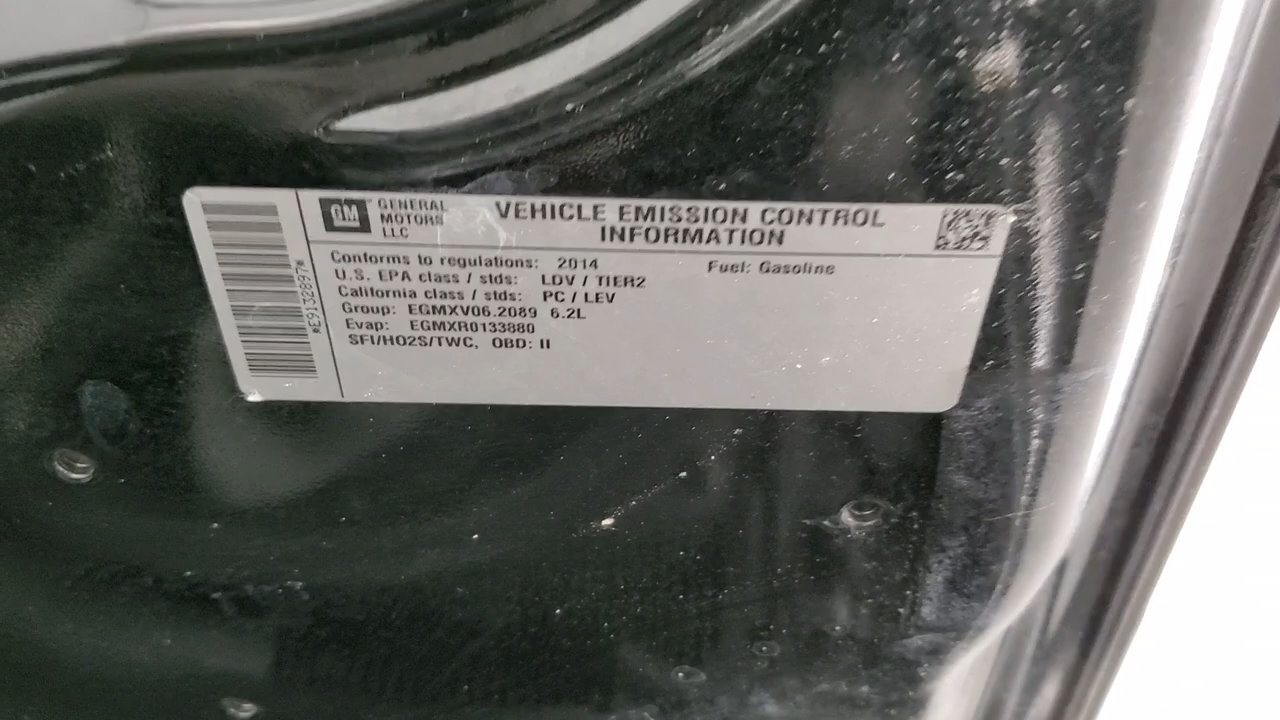 *E9132897*
GM
GENERAL
MOTORS
LLC
VEHICLE EMISSION CONTROL
INFORMATION
Conforms to regulations: 2014 Fuel: Gasoline
U.S. EPA class / stds: LDV / TIER2
California class / stds: PC / LEV
Group: EGMXV06.2089 6.2L
Evap: EGMXR0133880
SFI/HO2S/TWC, OBD: II